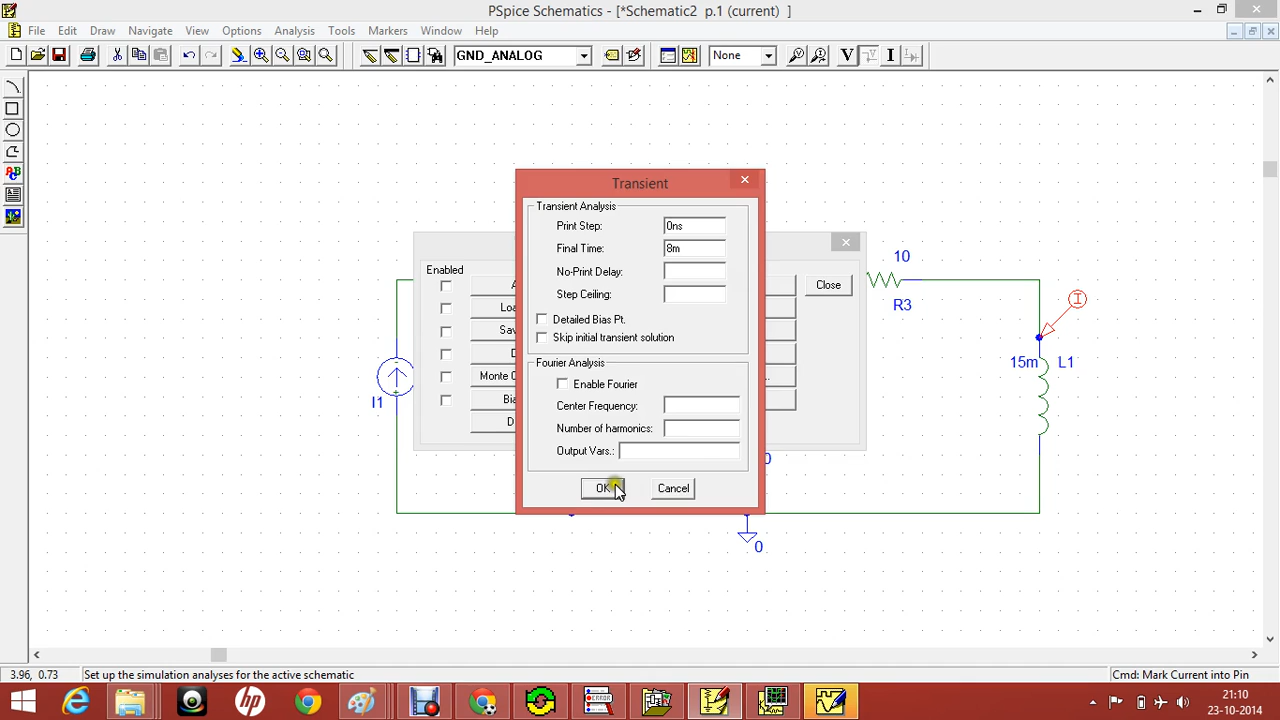 PSpice Schematics - [*Schematic2 p.1 (current) ]
File Edit Draw Navigate View Options Analysis Tools Markers Window Help
GND_ANALOG
None
V
I
Transient
Transient Analysis
Print Step: 0ns
Final Time: 8m
No-Print Delay:
Step Ceiling:
Detailed Bias Pt.
Skip initial transient solution
Fourier Analysis
Enable Fourier
Center Frequency:
Number of harmonics:
Output Vars.:
OK Cancel
Enabled
Close
Monte
10
R3
I
15m L1
I1
0
0
3.96, 0.73 Set up the simulation analyses for the active schematic Cmd: Mark Current into Pin
ERROR
21:10
23-10-2014